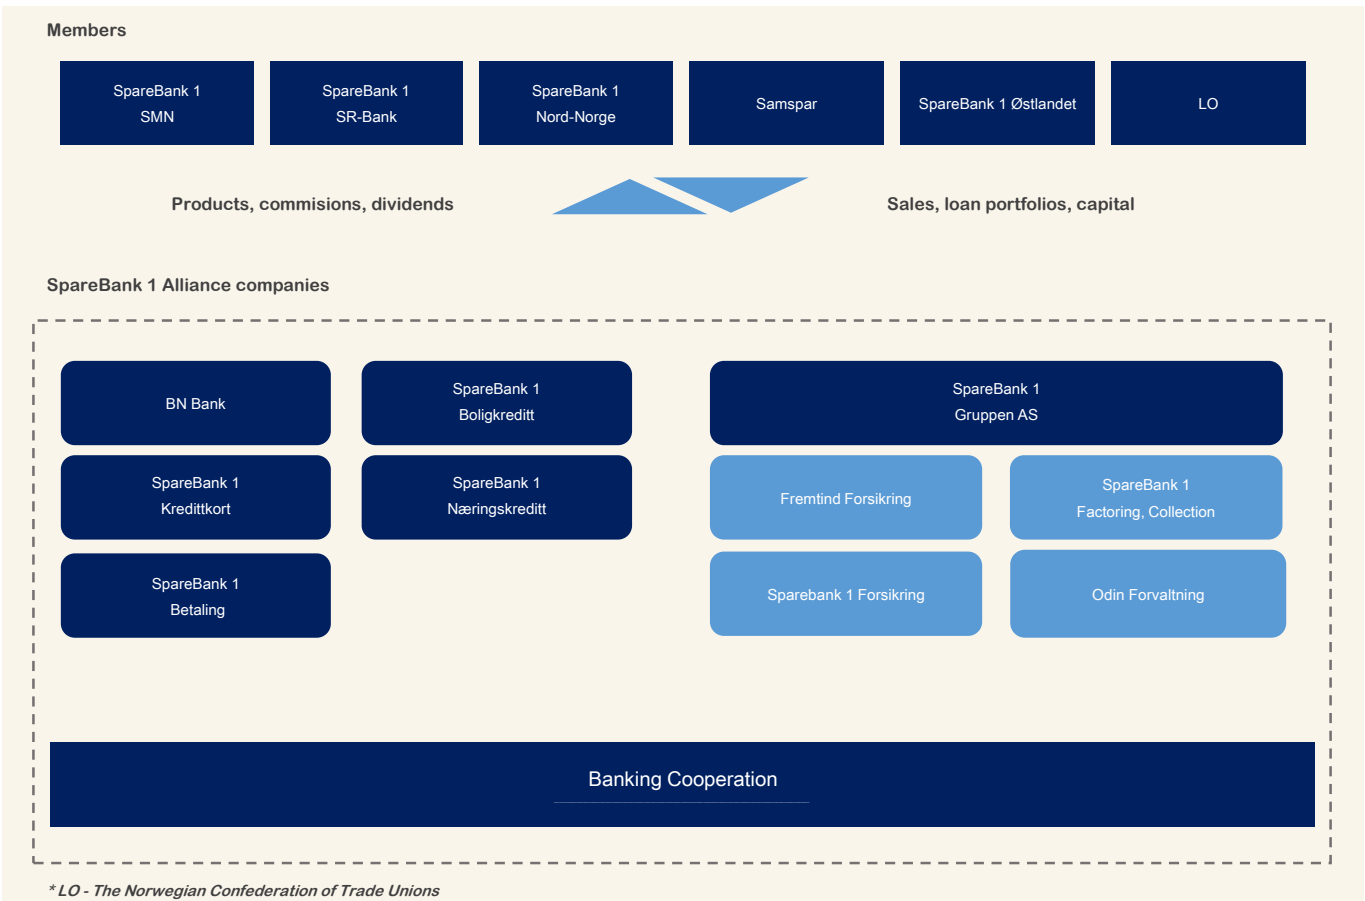 Members
SpareBank 1
SMN
SpareBank 1
SR-Bank
SpareBank 1
Nord-Norge
Samspar
SpareBank 1 Østlandet
LO
Products, commisions, dividends
Sales, loan portfolios, capital
SpareBank 1 Alliance companies
BN Bank
SpareBank 1
Boligkreditt
SpareBank 1
Gruppen AS
SpareBank 1
Kredittkort
SpareBank 1
Næringskreditt
Fremtind Forsikring
SpareBank 1
Factoring, Collection
SpareBank 1
Betaling
Sparebank 1 Forsikring
Odin Forvaltning
Banking Cooperation
* LO - The Norwegian Confederation of Trade Unions